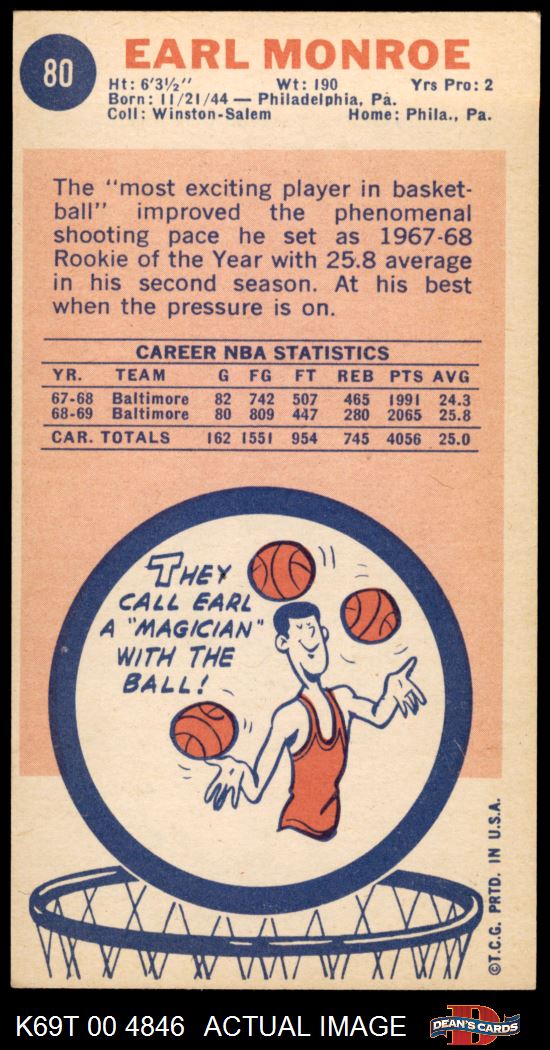 80
EARL MONROE
Ht: 6'3½" Wt: 190 Yrs Pro: 2
Born: 11/21/44 — Philadelphia, Pa.
Coll: Winston-Salem Home: Phila., Pa.
The "most exciting player in basket-
ball" improved the phenomenal
shooting pace he set as 1967-68
Rookie of the Year with 25.8 average
in his second season. At his best
when the pressure is on.
CAREER NBA STATISTICS
YR. TEAM G FG FT REB PTS AVG
67-68 Baltimore 82 742 507 465 1991 24.3
68-69 Baltimore 80 809 447 280 2065 25.8
CAR. TOTALS 162 1551 954 745 4056 25.0
THEY
CALL EARL
A "MAGICIAN"
WITH THE
BALL!
©T.C.G. PRTD. IN U.S.A.
K69T 00 4846 ACTUAL IMAGE
D
DEAN'S CARDS